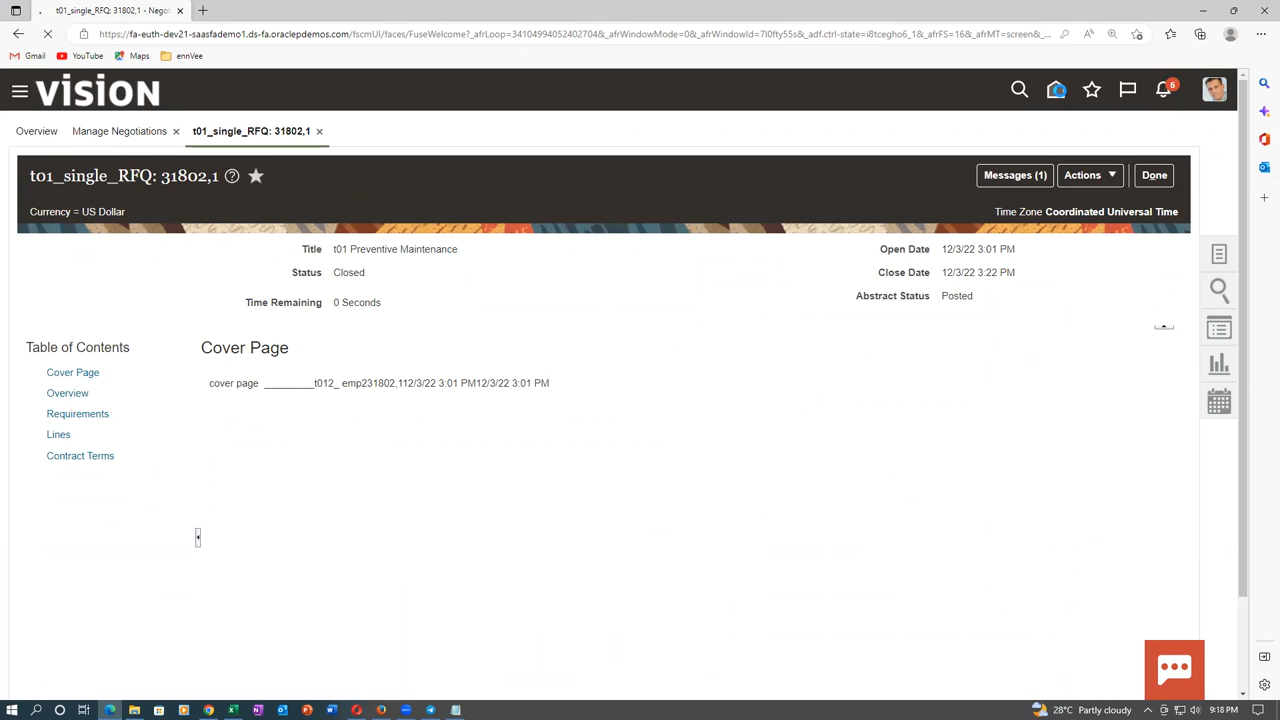 t01_single_RFQ: 31802,1 - Negot
https://fa-euth-dev21-saasfademo1.ds-fa.oraclepdemos.com/fscmUI/faces/FuseWelcome?_afrLoop=34104994052402704&_afrWindowMode=0&_afrWindowId=7l0fty55s&_adf.ctrl-state=i8tcegho6_1&_afrFS=16&_afrMT=screen&_...
Gmail YouTube Maps ennVee
VISION
6
Overview Manage Negotiations t01_single_RFQ: 31802,1
t01_single_RFQ: 31802,1 Messages (1) Actions Done
Currency = US Dollar Time Zone Coordinated Universal Time
Title t01 Preventive Maintenance Open Date 12/3/22 3:01 PM
Status Closed Close Date 12/3/22 3:22 PM
Time Remaining 0 Seconds Abstract Status Posted
Table of Contents Cover Page
Cover Page
cover page _________t012_ emp231802,112/3/22 3:01 PM12/3/22 3:01 PM
Overview
Requirements
Lines
Contract Terms
28°C Partly cloudy 9:18 PM